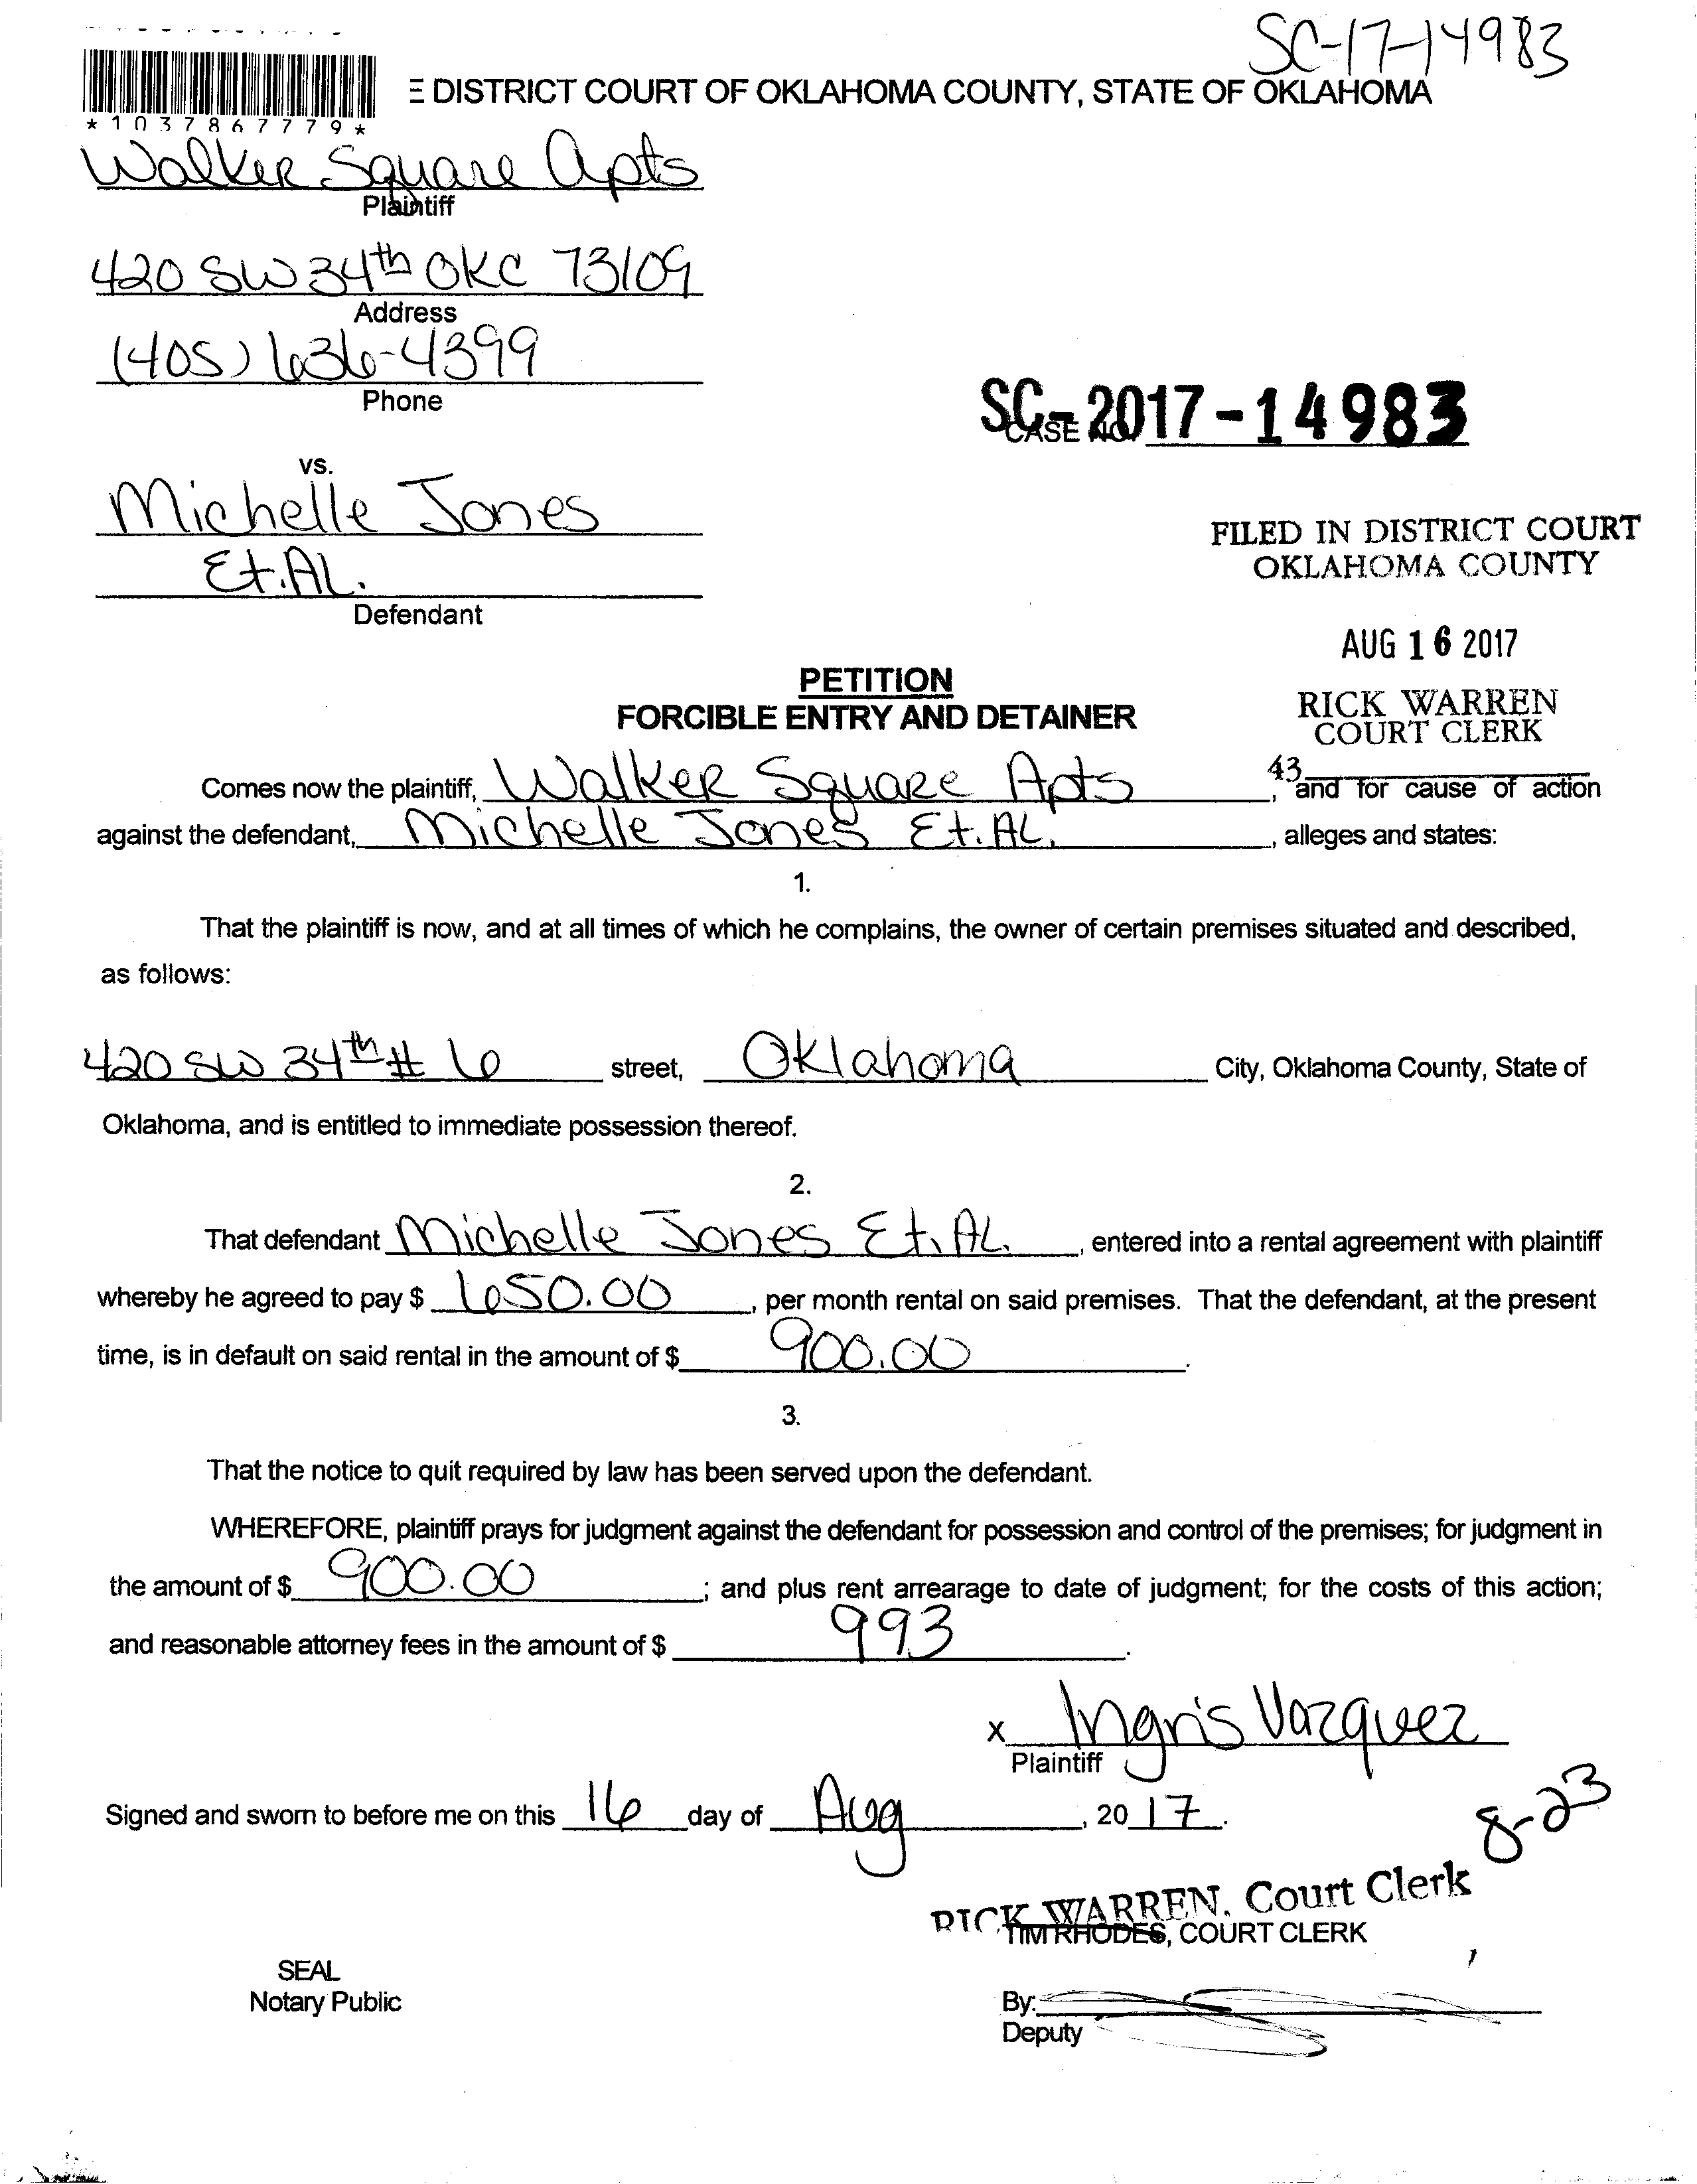 SC-17-14983
E DISTRICT COURT OF OKLAHOMA COUNTY, STATE OF OKLAHOMA
*1037867779*
Walker Square Apts
Plaintiff
420 SW 34th OKC 73109
Address
(405) 636-4399
Phone
SC-2017-14983
CASE NO.
vs.
Michelle Jones
Et.AL.
Defendant
FILED IN DISTRICT COURT
OKLAHOMA COUNTY
AUG 16 2017
RICK WARREN
COURT CLERK
43
PETITION
FORCIBLE ENTRY AND DETAINER
Comes now the plaintiff, Walker Square Apts, and for cause of action
against the defendant, Michelle Jones Et.AL., alleges and states:
1.
That the plaintiff is now, and at all times of which he complains, the owner of certain premises situated and described,
as follows:
420 SW 34th # 6 street, Oklahoma City, Oklahoma County, State of
Oklahoma, and is entitled to immediate possession thereof.
2.
That defendant Michelle Jones Et.AL., entered into a rental agreement with plaintiff
whereby he agreed to pay $ 650.00, per month rental on said premises. That the defendant, at the present
time, is in default on said rental in the amount of $ 900.00.
3.
That the notice to quit required by law has been served upon the defendant.
WHEREFORE, plaintiff prays for judgment against the defendant for possession and control of the premises; for judgment in
the amount of $ 900.00; and plus rent arrearage to date of judgment; for the costs of this action;
and reasonable attorney fees in the amount of $ 993.
x Ingris Vazquez
Plaintiff
Signed and sworn to before me on this 16 day of Aug, 2017.
8-23
RICK WARREN, Court Clerk
TIM RHODES, COURT CLERK
SEAL
Notary Public
By:
Deputy